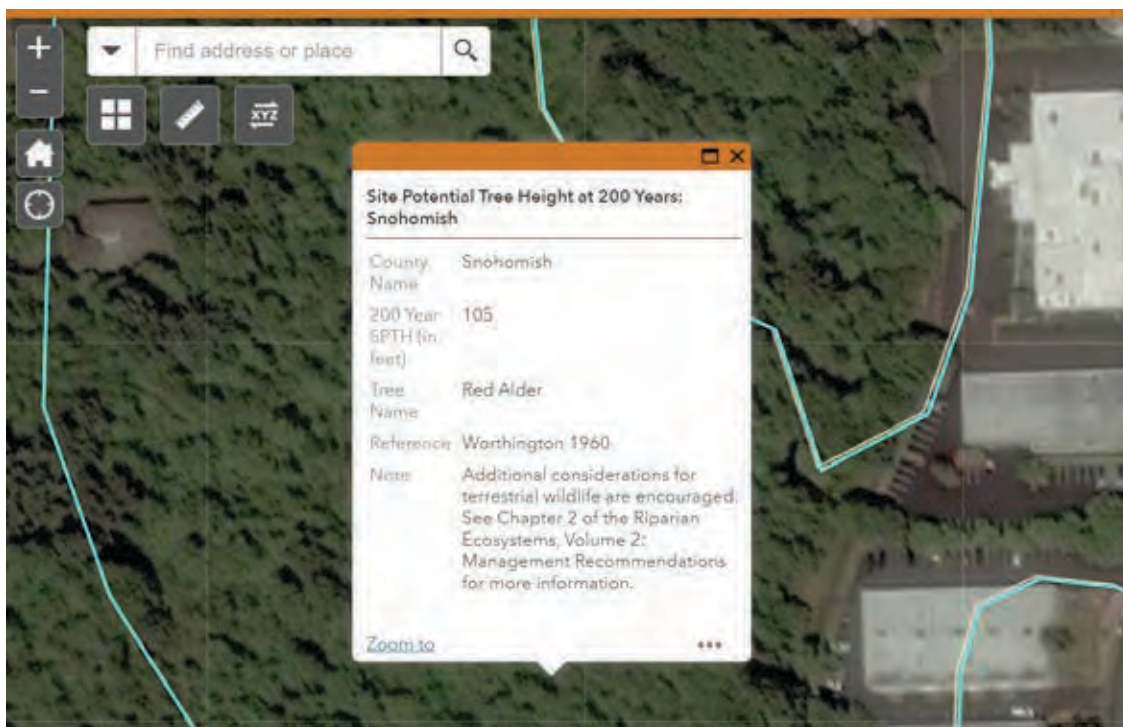 Find address or place
XYZ
Site Potential Tree Height at 200 Years:
Snohomish
County Name Snohomish
200 Year SPTH (in feet) 105
Tree Name Red Alder
Reference Worthington 1960
Note Additional considerations for
terrestrial wildlife are encouraged.
See Chapter 2 of the Riparian
Ecosystems, Volume 2:
Management Recommendations
for more information.
Zoom to